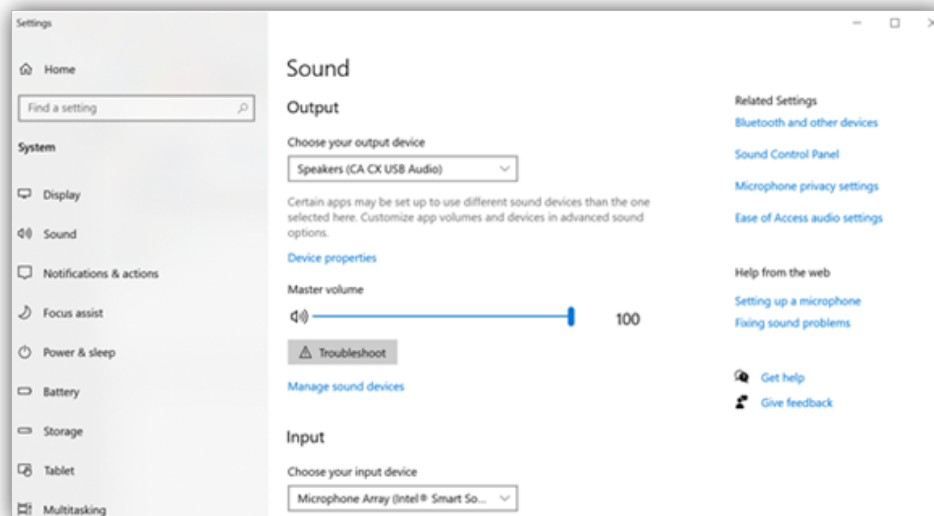 Settings
Home
Find a setting
System
Display
Sound
Notifications & actions
Focus assist
Power & sleep
Battery
Storage
Tablet
Multitasking
Sound
Output
Choose your output device
Speakers (CA CX USB Audio)
Certain apps may be set up to use different sound devices than the one
selected here. Customize app volumes and devices in advanced sound
options.
Device properties
Master volume
100
Troubleshoot
Manage sound devices
Input
Choose your input device
Microphone Array (Intel® Smart So...
Related Settings
Bluetooth and other devices
Sound Control Panel
Microphone privacy settings
Ease of Access audio settings
Help from the web
Setting up a microphone
Fixing sound problems
Get help
Give feedback